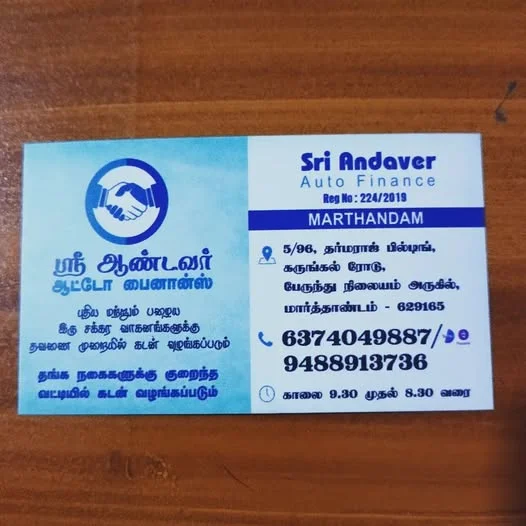 ஸ்ரீ ஆண்டவர்
ஆட்டோ பைனான்ஸ்
புதிய மற்றும் பழைய
இரு சக்கர வாகனங்களுக்கு
தவணை முறையில் கடன் வழங்கப்படும்
தங்க நகைகளுக்கு குறைந்த
வட்டியில் கடன் வழங்கப்படும்
Sri Andaver
Auto Finance
Reg No : 224/2019
MARTHANDAM
5/96, தர்மராஜ் பில்டிங்,
கருங்கல் ரோடு,
பேருந்து நிலையம் அருகில்,
மார்த்தாண்டம் - 629165
6374049887/
9488913736
காலை 9.30 முதல் 8.30 வரை